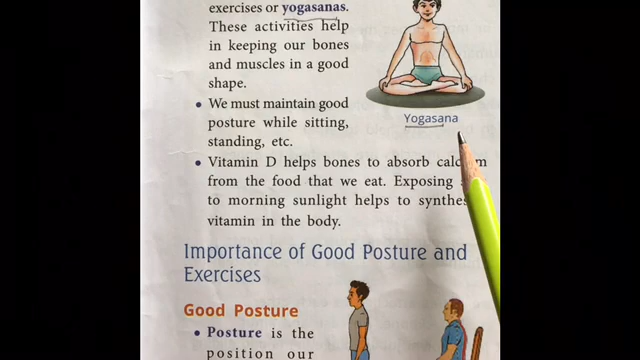 exercises or yogasanas.
These activities help
in keeping our bones
and muscles in a good
shape.
Yogasana
• We must maintain good
posture while sitting,
standing, etc.
• Vitamin D helps bones to absorb
from the food that we eat. Exposing
to morning sunlight helps to
vitamin in the body.
Importance of Good Posture and
Exercises
Good Posture
• Posture is the
position our